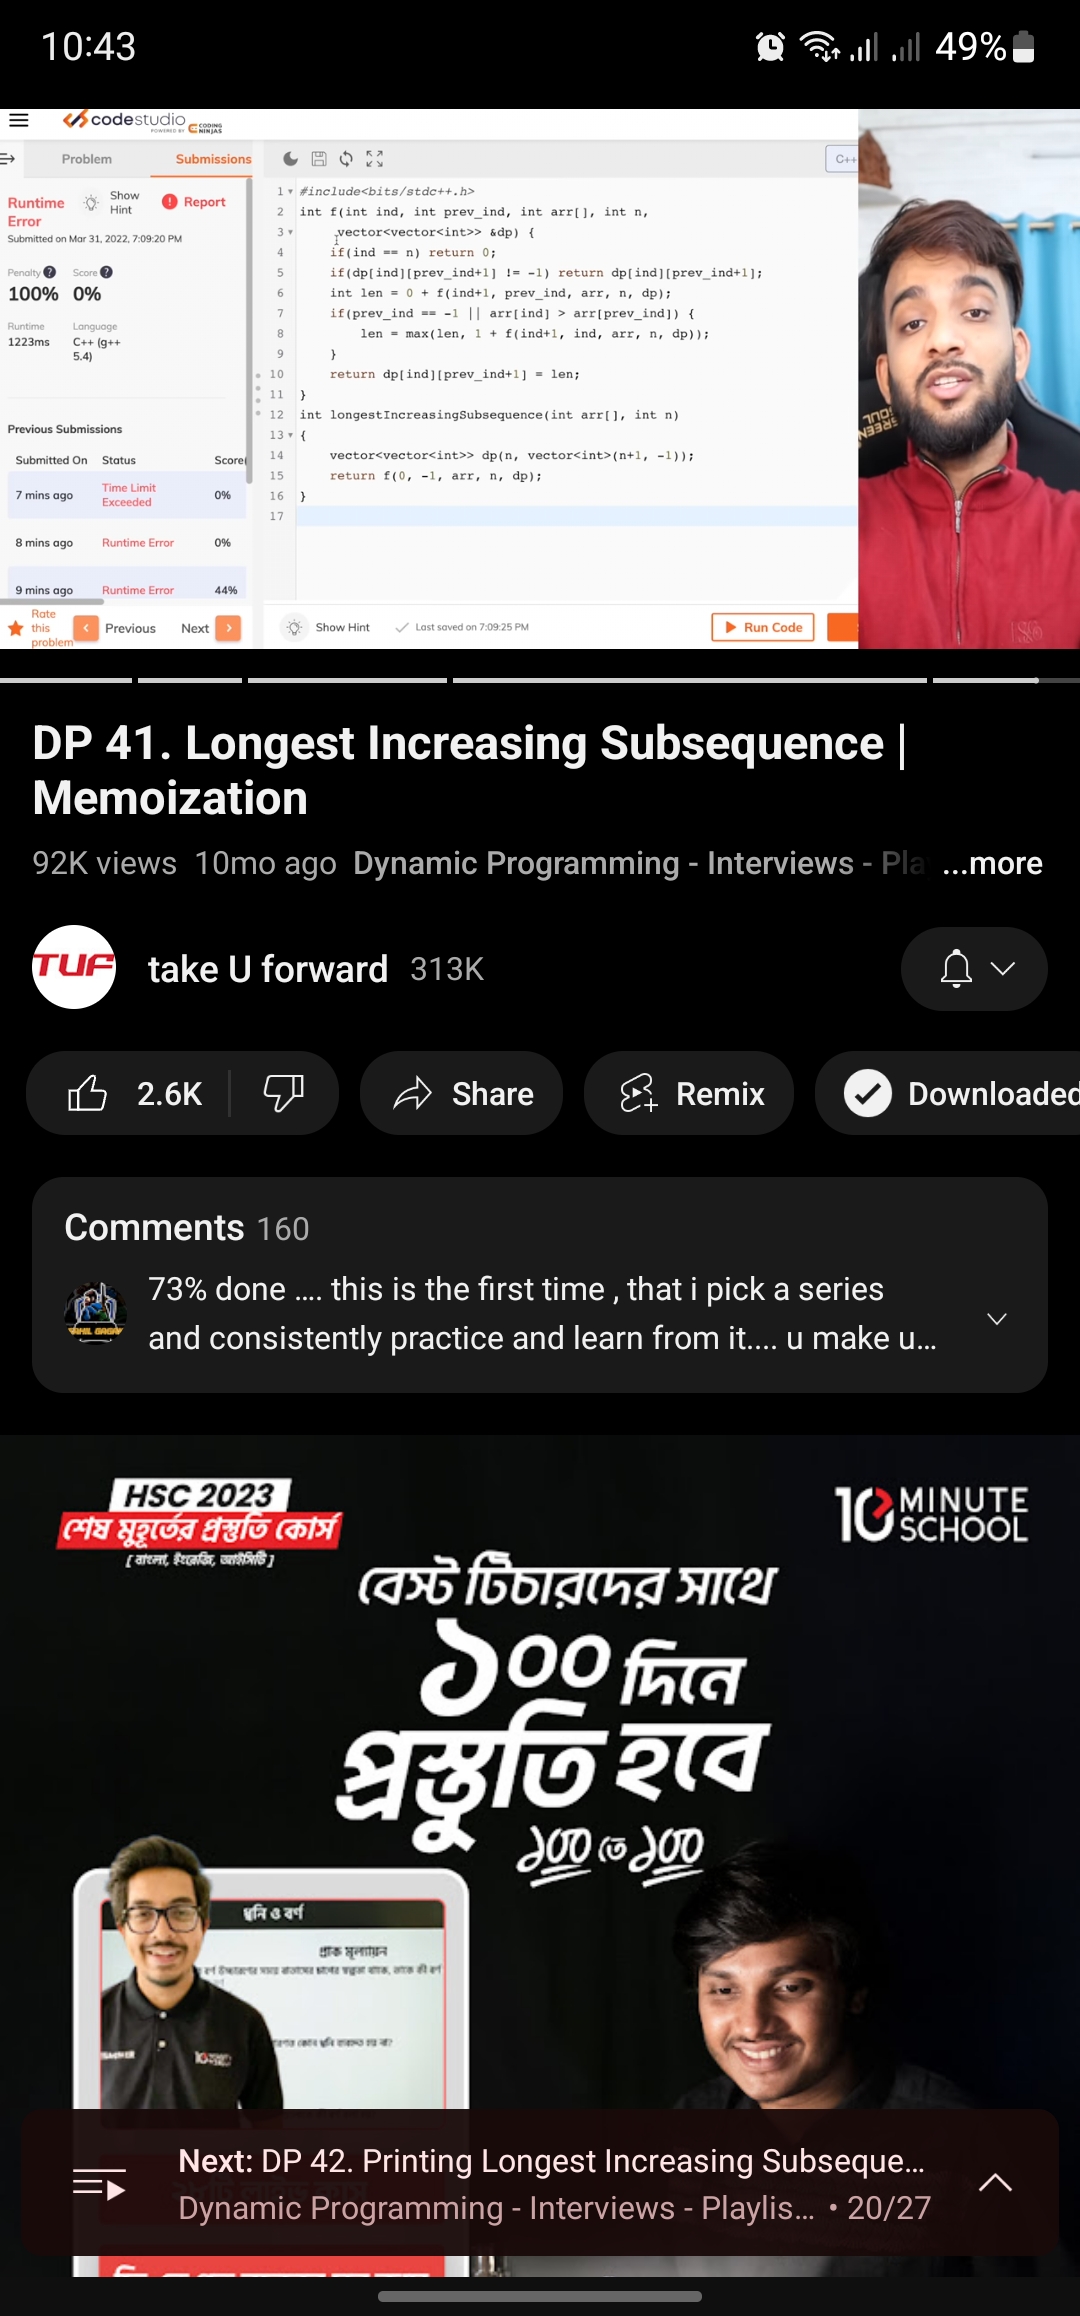 10:43
49%
codestudio
POWERED BY CODING NINJAS
Problem Submissions
C++
Runtime Error
Show Hint
Report
Submitted on Mar 31, 2022, 7:09:20 PM
Penalty ? Score ?
100% 0%
Runtime Language
1223ms C++ (g++ 5.4)
Previous Submissions
Submitted On Status Score(
7 mins ago Time Limit Exceeded 0%
8 mins ago Runtime Error 0%
9 mins ago Runtime Error 44%
Rate this problem
Previous Next
1 #include<bits/stdc++.h>
2 int f(int ind, int prev_ind, int arr[], int n,
3 vector<vector<int>> &dp) {
4 if(ind == n) return 0;
5 if(dp[ind][prev_ind+1] != -1) return dp[ind][prev_ind+1];
6 int len = 0 + f(ind+1, prev_ind, arr, n, dp);
7 if(prev_ind == -1 || arr[ind] > arr[prev_ind]) {
8 len = max(len, 1 + f(ind+1, ind, arr, n, dp));
9 }
10 return dp[ind][prev_ind+1] = len;
11 }
12 int longestIncreasingSubsequence(int arr[], int n)
13 {
14 vector<vector<int>> dp(n, vector<int>(n+1, -1));
15 return f(0, -1, arr, n, dp);
16 }
17
Show Hint Last saved on 7:09:25 PM Run Code
DP 41. Longest Increasing Subsequence |
Memoization
92K views 10mo ago Dynamic Programming - Interviews - Pla ...more
TUF take U forward 313K
2.6K Share Remix Downloaded
Comments 160
73% done .... this is the first time , that i pick a series
and consistently practice and learn from it.... u make u...
HSC 2023
শেষ মুহূর্তের প্রস্তুতি কোর্স
[ বাংলা, ইংরেজি, আইসিটি ]
10 MINUTE SCHOOL
বেস্ট টিচারদের সাথে
১০০ দিনে
প্রস্তুতি হবে
১০০ তে ১০০
ধ্বনি ও বর্ণ
প্রাক মূল্যায়ন
Next: DP 42. Printing Longest Increasing Subseque...
Dynamic Programming - Interviews - Playlis... • 20/27